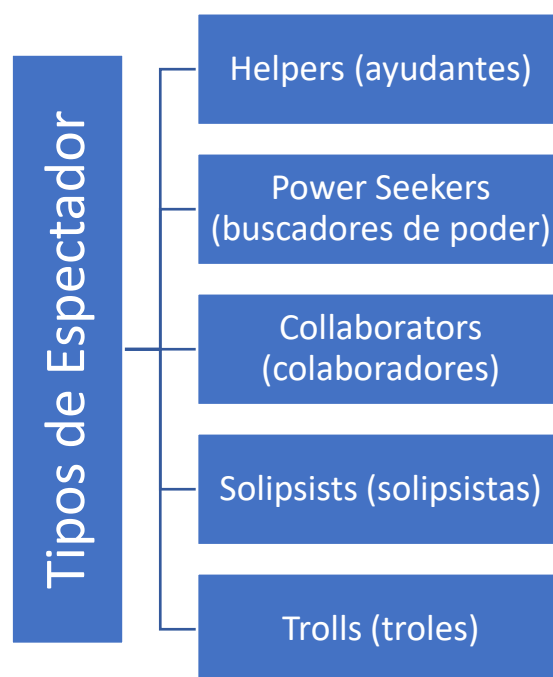 Tipos de Espectador
Helpers (ayudantes)
Power Seekers
(buscadores de poder)
Collaborators
(colaboradores)
Solipsists (solipsistas)
Trolls (troles)